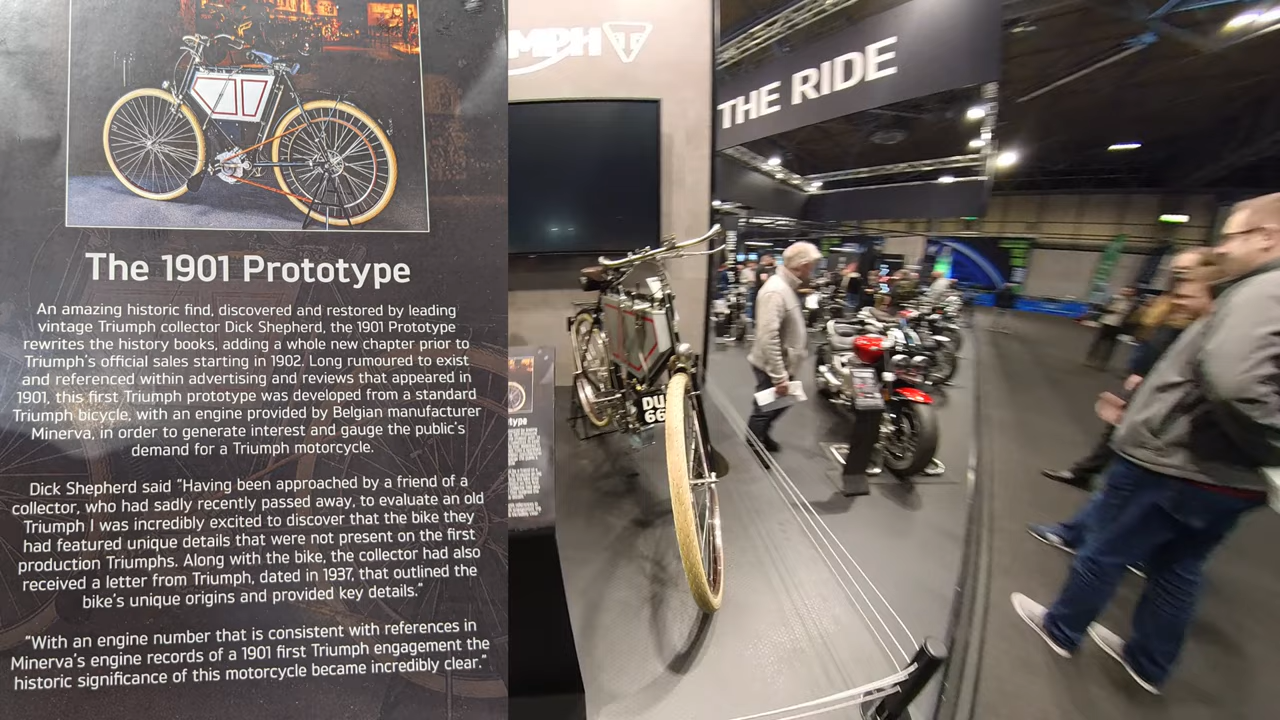 The 1901 Prototype
An amazing historic find, discovered and restored by leading
vintage Triumph collector Dick Shepherd, the 1901 Prototype
rewrites the history books, adding a whole new chapter prior to
Triumph's official sales starting in 1902. Long rumoured to exist
and referenced within advertising and reviews that appeared in
1901, this first Triumph prototype was developed from a standard
Triumph bicycle, with an engine provided by Belgian manufacturer
Minerva, in order to generate interest and gauge the public's
demand for a Triumph motorcycle.
Dick Shepherd said "Having been approached by a friend of a
collector, who had sadly recently passed away, to evaluate an old
Triumph I was incredibly excited to discover that the bike they
had featured unique details that were not present on the first
production Triumphs. Along with the bike, the collector had also
received a letter from Triumph, dated in 1937, that outlined the
bike's unique origins and provided key details."
"With an engine number that is consistent with references in
Minerva's engine records of a 1901 first Triumph engagement the
historic significance of this motorcycle became incredibly clear."
MPH
THE RIDE
DU
66